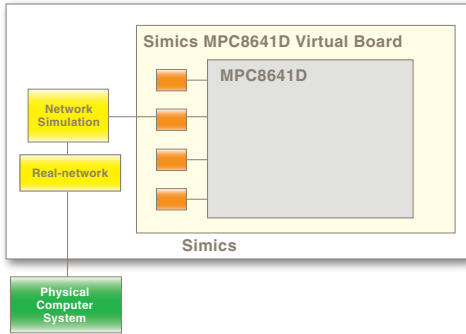 Simics MPC8641D Virtual Board
MPC8641D
Network
Simulation
Real-network
Simics
Physical
Computer
System